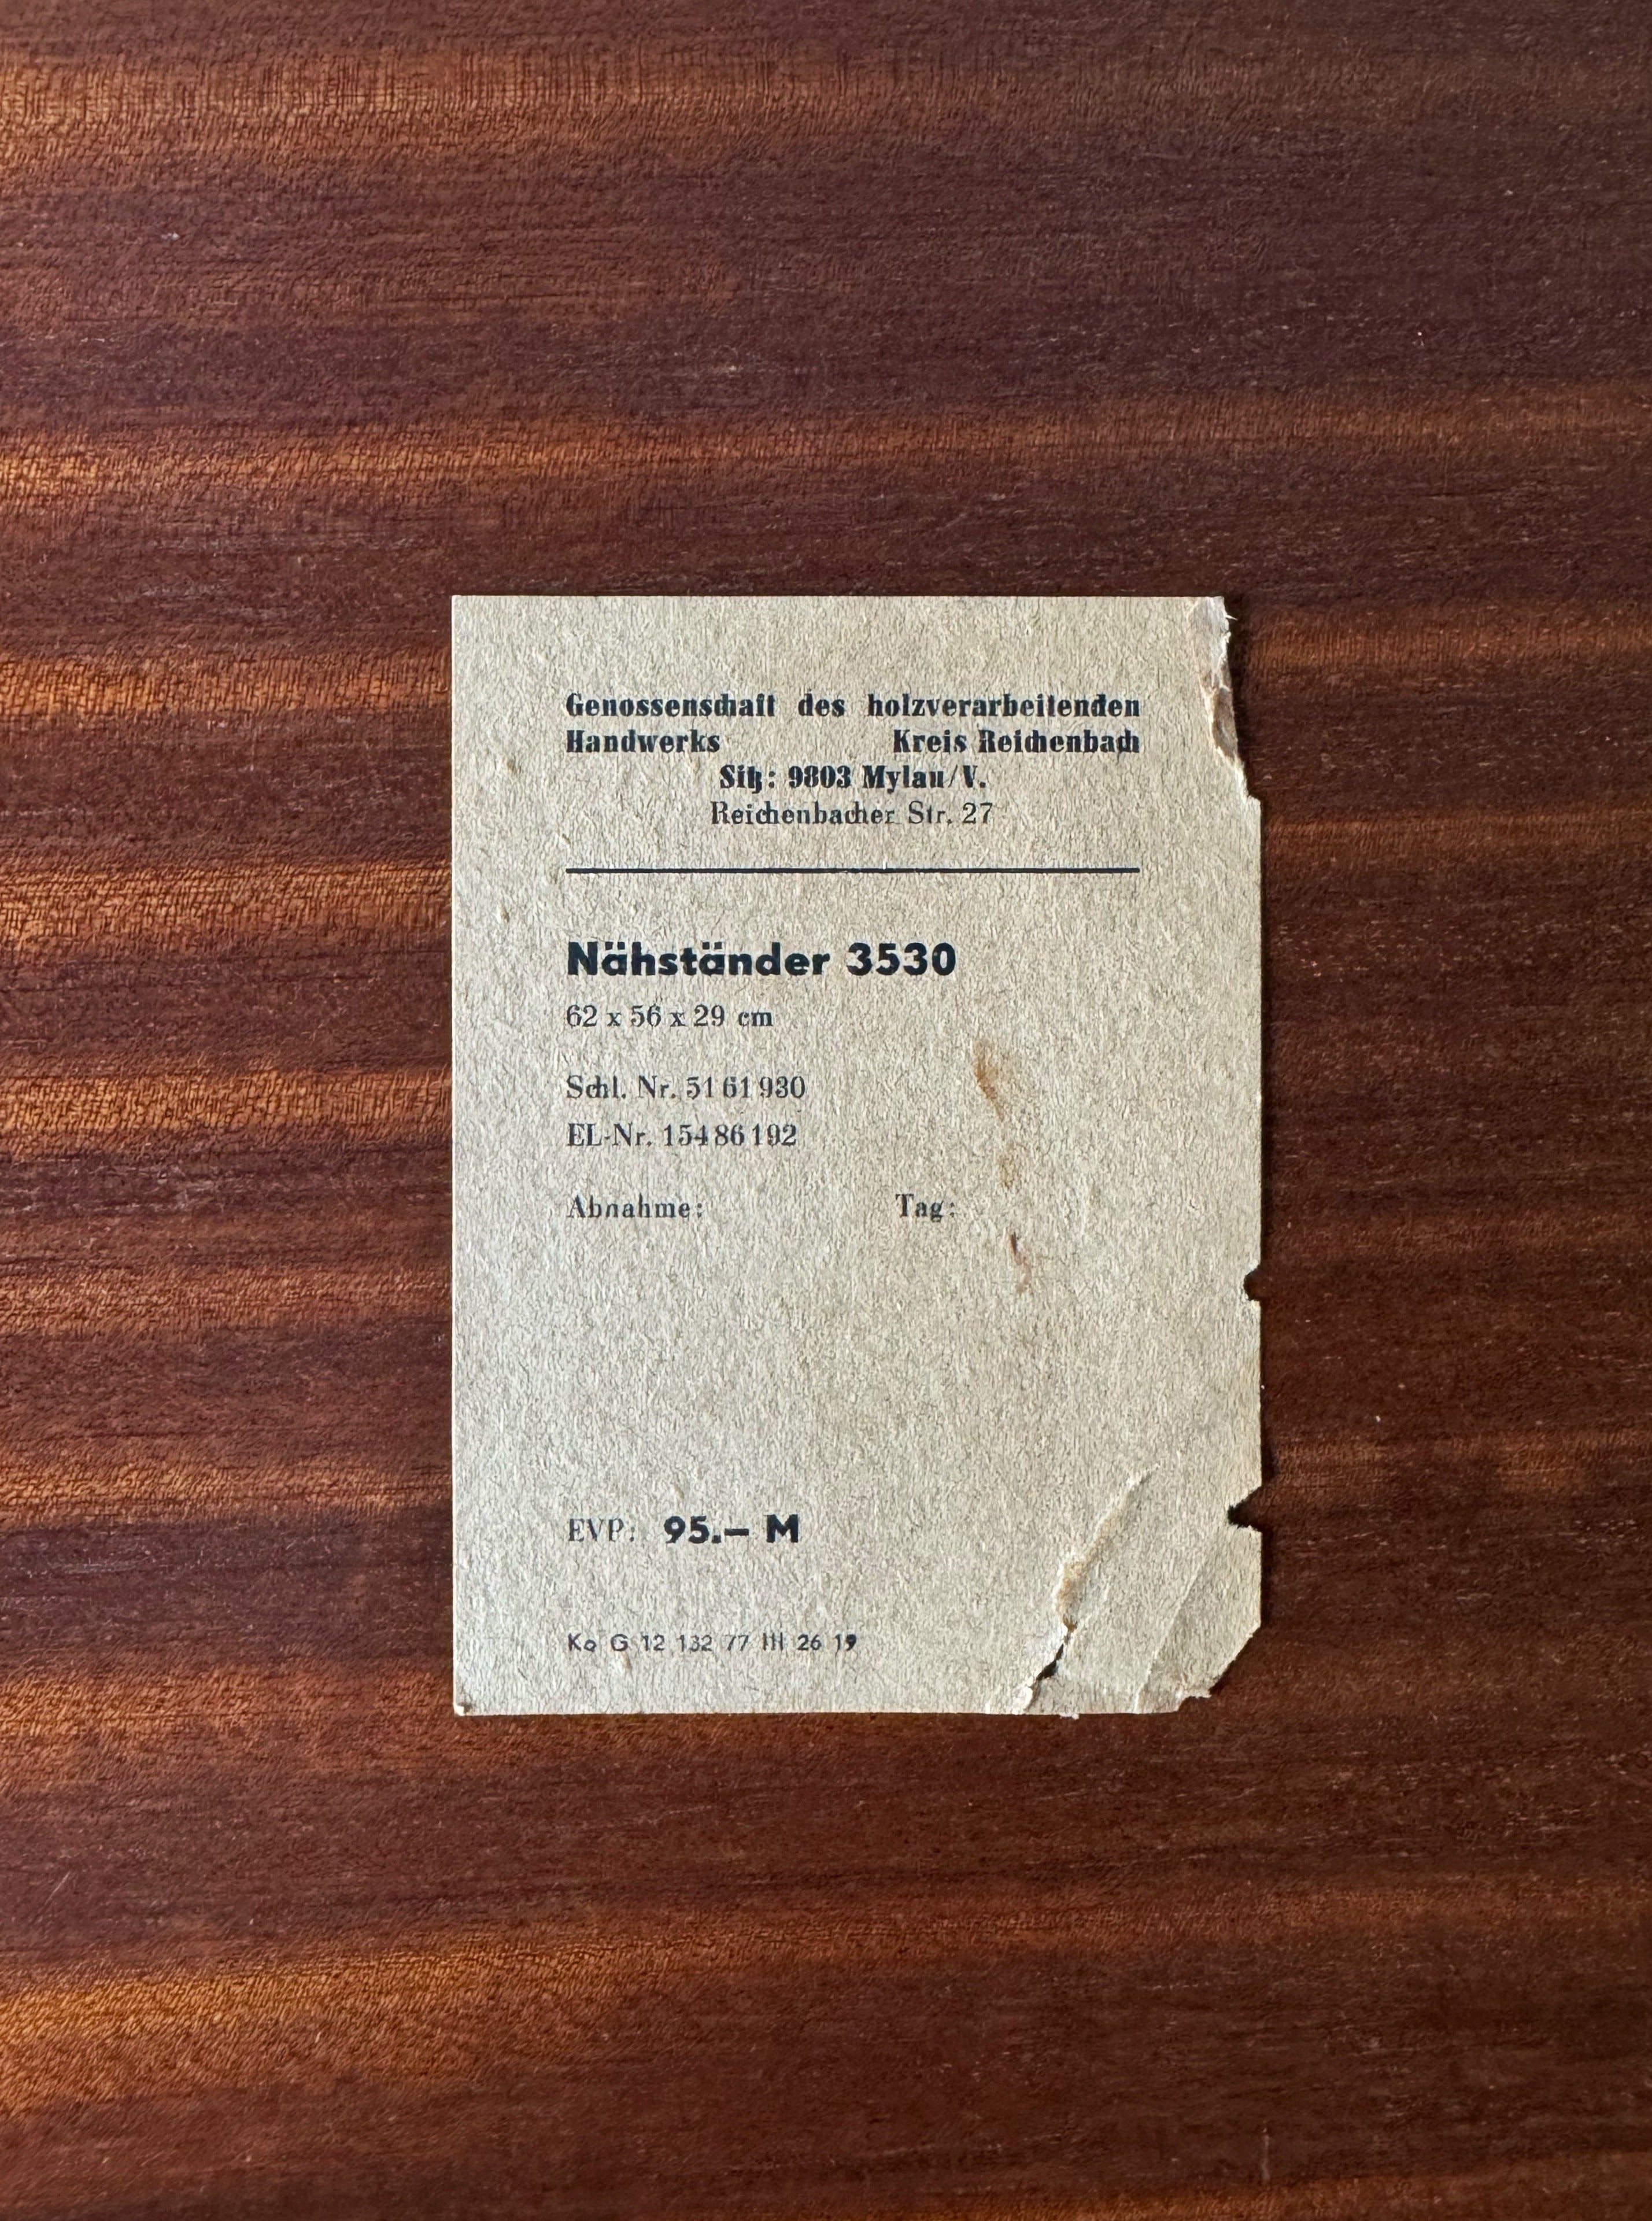 Genossenschaft des holzverarbeitenden
Handwerks Kreis Reichenbach
Sitz: 9803 Mylau/V.
Reichenbacher Str. 27
Nähständer 3530
62 x 56 x 29 cm
Schl. Nr. 51 61 930
EL-Nr. 154 86 192
Abnahme: Tag:
EVP: 95.– M
Ko G 12 132 77 III 26 19